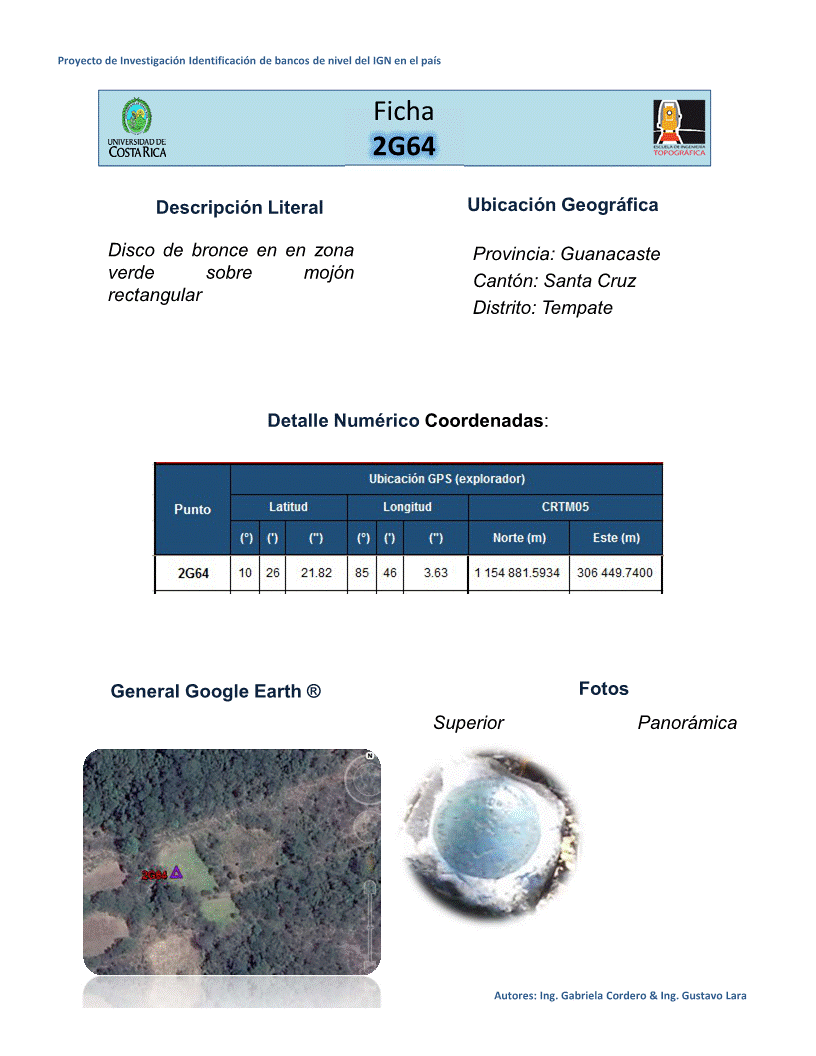 Proyecto de Investigación Identificación de bancos de nivel del IGN en el país
UNIVERSIDAD DE
COSTA RICA
Ficha
2G64
ESCUELA DE INGENIERÍA
TOPOGRÁFICA
Descripción Literal
Disco de bronce en en zona
verde sobre mojón
rectangular
Ubicación Geográfica
Provincia: Guanacaste
Cantón: Santa Cruz
Distrito: Tempate
Detalle Numérico Coordenadas:
Punto
Ubicación GPS (explorador)
Latitud Longitud CRTM05
(°) (') (") (°) (') (") Norte (m) Este (m)
2G64 10 26 21.82 85 46 3.63 1 154 881.5934 306 449.7400
General Google Earth ®
Fotos
Superior Panorámica
N
2G64
Autores: Ing. Gabriela Cordero & Ing. Gustavo Lara